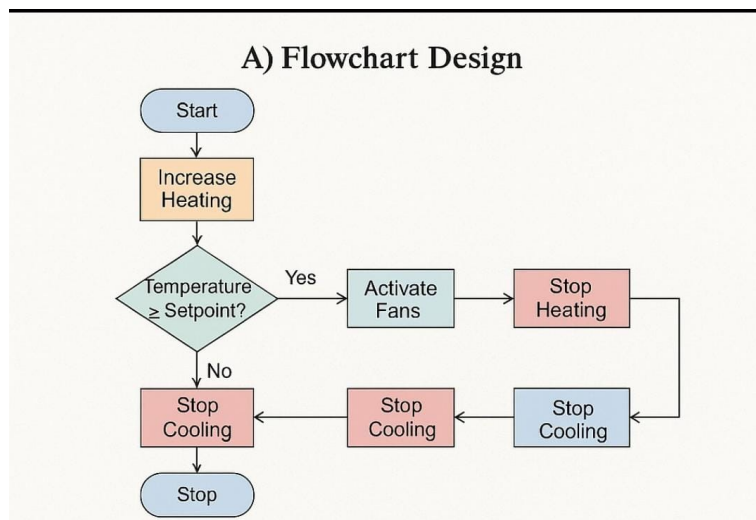 A) Flowchart Design
Start
Increase
Heating
Temperature
≥ Setpoint?
Yes
Activate
Fans
Stop
Heating
No
Stop
Cooling
Stop
Cooling
Stop
Cooling
Stop